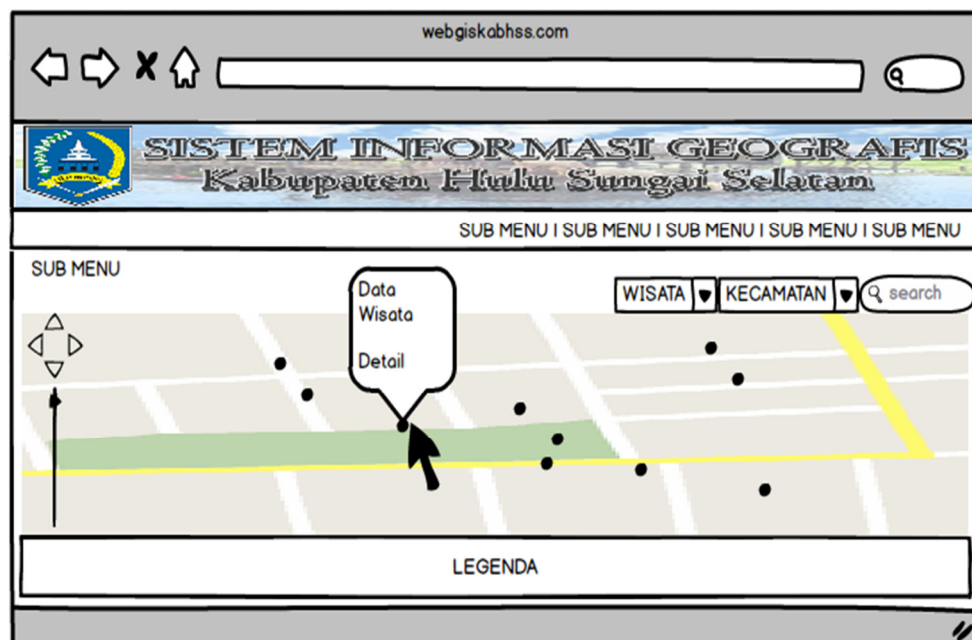 webgiskabhss.com
SISTEM INFORMASI GEOGRAFIS
Kabupaten Hulu Sungai Selatan
SUB MENU | SUB MENU | SUB MENU | SUB MENU | SUB MENU
SUB MENU
WISATA KECAMATAN search
Data
Wisata
Detail
LEGENDA